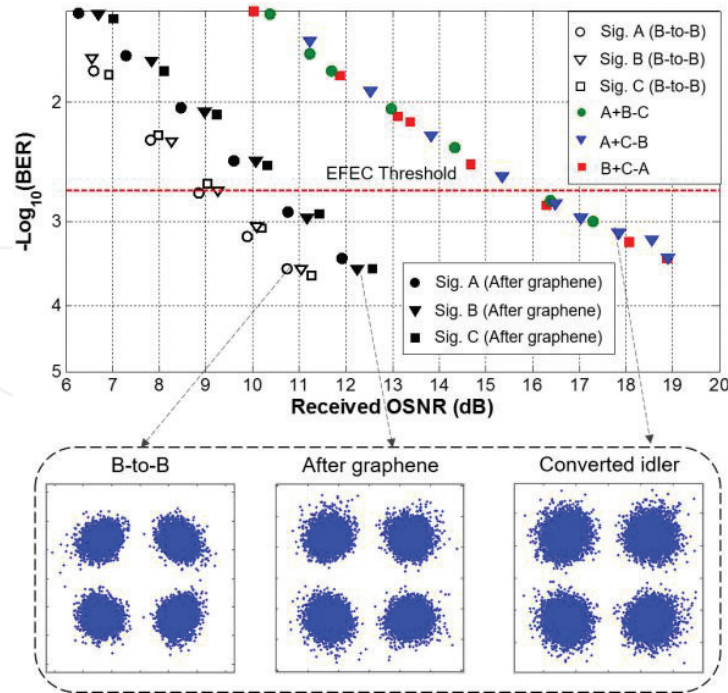 Sig. A (B-to-B)
Sig. B (B-to-B)
Sig. C (B-to-B)
A+B-C
A+C-B
B+C-A
-Log10(BER)
2
3
4
5
EFEC Threshold
Sig. A (After graphene)
Sig. B (After graphene)
Sig. C (After graphene)
6 7 8 9 10 11 12 13 14 15 16 17 18 19 20
Received OSNR (dB)
B-to-B
After graphene
Converted idler